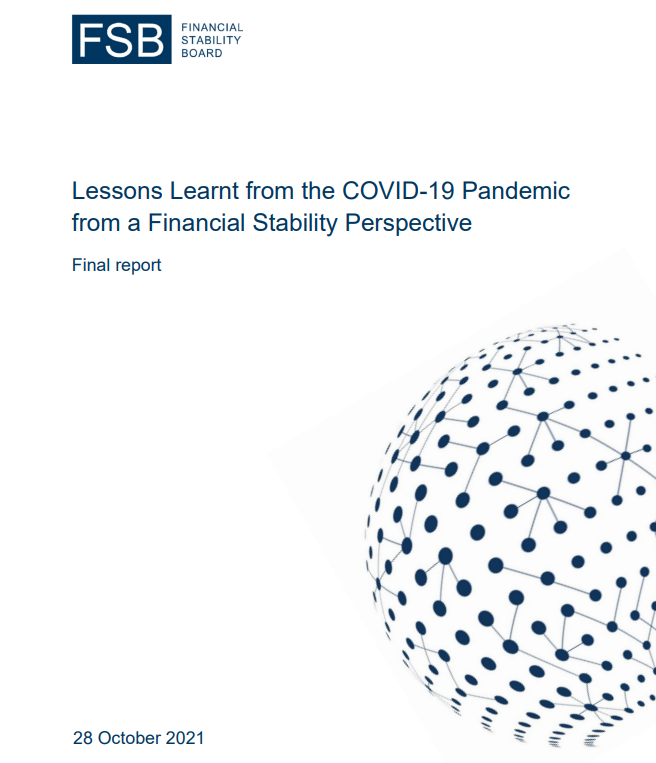 FSB
FINANCIAL
STABILITY
BOARD
Lessons Learnt from the COVID-19 Pandemic
from a Financial Stability Perspective
Final report
28 October 2021